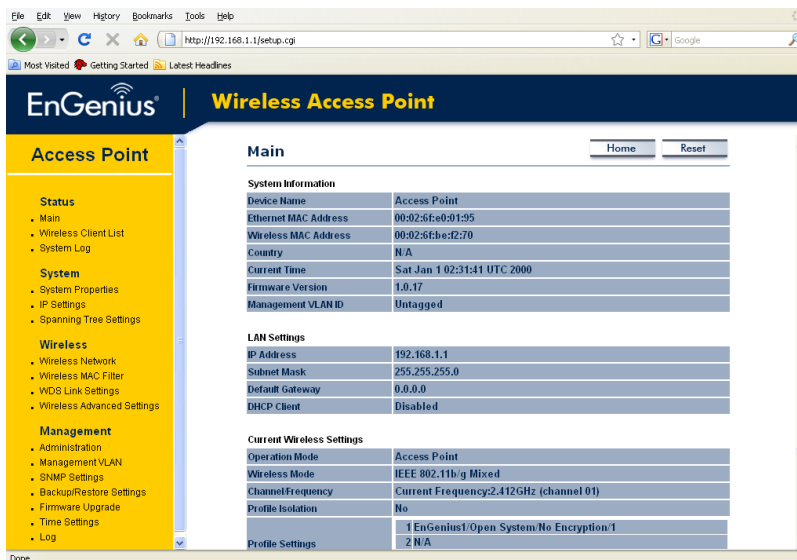 File Edit View History Bookmarks Tools Help
http://192.168.1.1/setup.cgi
G Google
Most Visited Getting Started Latest Headlines
EnGenius®
Wireless Access Point
Access Point
Status
Main
Wireless Client List
System Log
System
System Properties
IP Settings
Spanning Tree Settings
Wireless
Wireless Network
Wireless MAC Filter
WDS Link Settings
Wireless Advanced Settings
Management
Administration
Management VLAN
SNMP Settings
Backup/Restore Settings
Firmware Upgrade
Time Settings
Log
Main
Home Reset
System Information
Device Name Access Point
Ethernet MAC Address 00:02:6f:e0:01:95
Wireless MAC Address 00:02:6f:be:f2:70
Country N/A
Current Time Sat Jan 1 02:31:41 UTC 2000
Firmware Version 1.0.17
Management VLAN ID Untagged
LAN Settings
IP Address 192.168.1.1
Subnet Mask 255.255.255.0
Default Gateway 0.0.0.0
DHCP Client Disabled
Current Wireless Settings
Operation Mode Access Point
Wireless Mode IEEE 802.11b/g Mixed
Channel/Frequency Current Frequency:2.412GHz (channel 01)
Profile Isolation No
Profile Settings
1 EnGenius1/Open System/No Encryption/1
2 N/A
Done